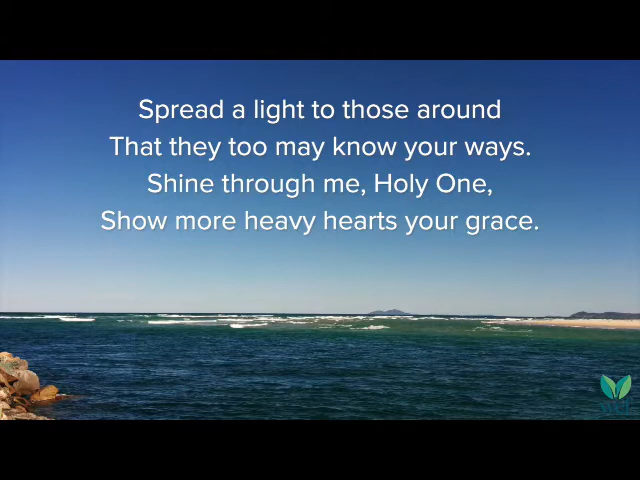 Spread a light to those around
That they too may know your ways.
Shine through me, Holy One,
Show more heavy hearts your grace.